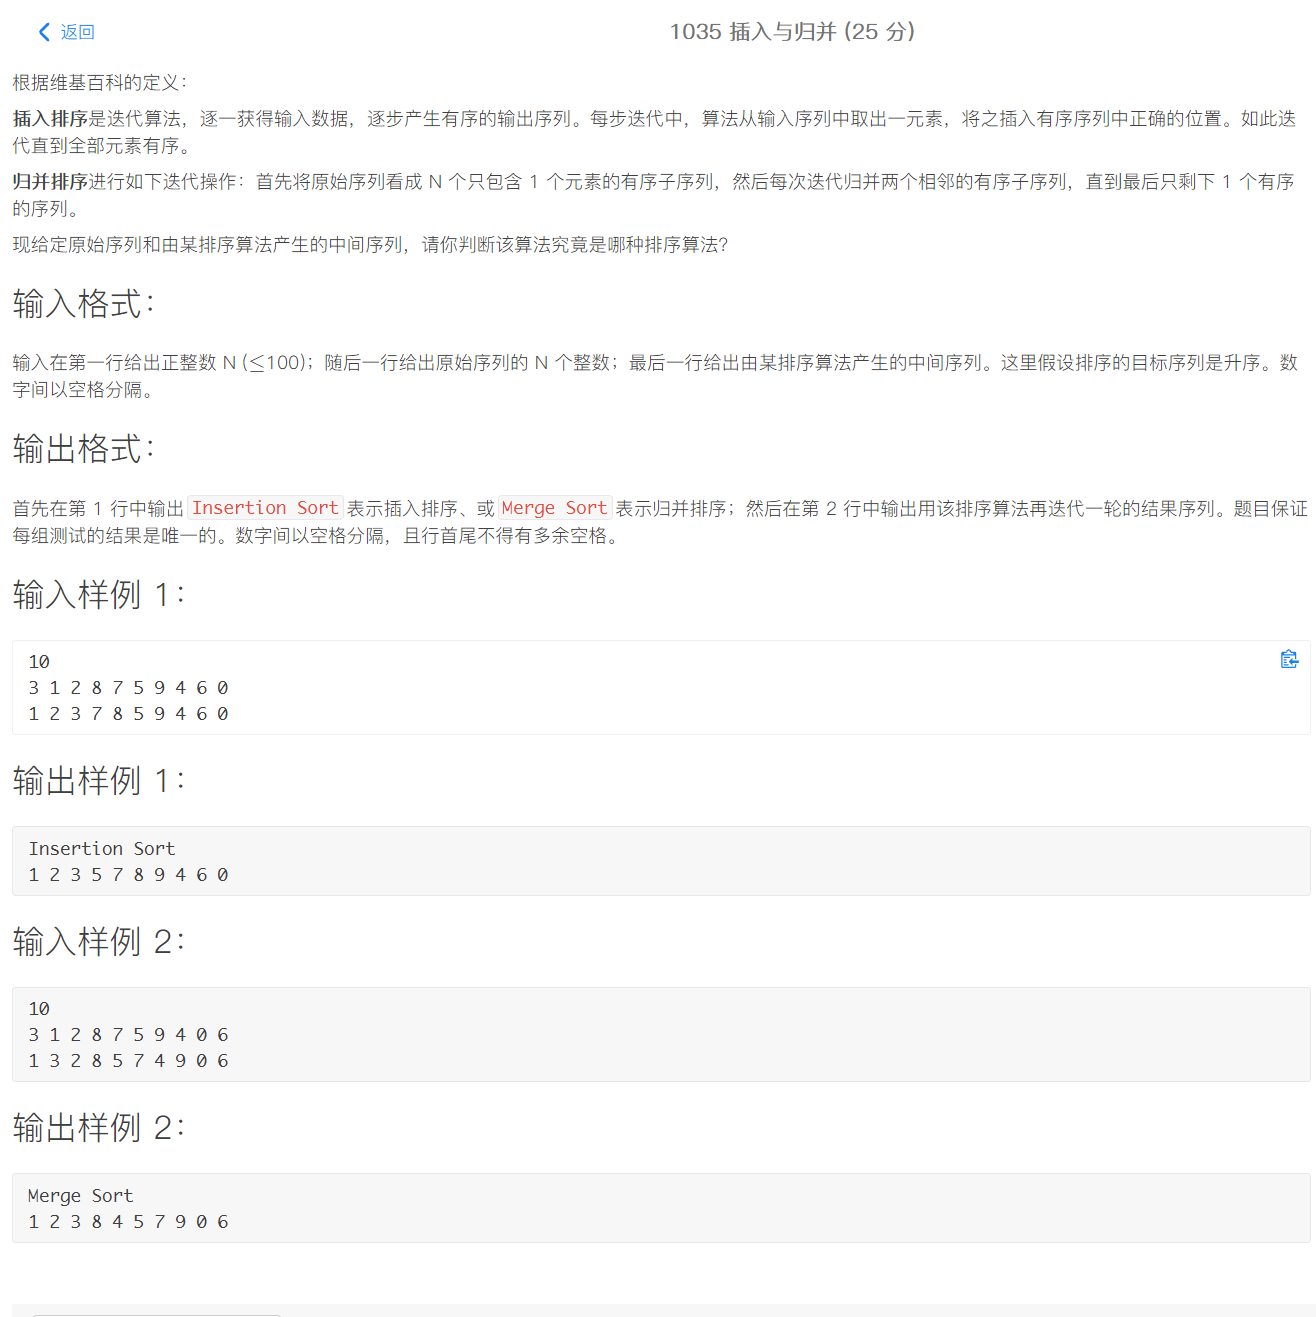 返回
1035 插入与归并 (25 分)
根据维基百科的定义：
插入排序是迭代算法，逐一获得输入数据，逐步产生有序的输出序列。每步迭代中，算法从输入序列中取出一元素，将之插入有序序列中正确的位置。如此迭
代直到全部元素有序。
归并排序进行如下迭代操作：首先将原始序列看成 N 个只包含 1 个元素的有序子序列，然后每次迭代归并两个相邻的有序子序列，直到最后只剩下 1 个有序
的序列。
现给定原始序列和由某排序算法产生的中间序列，请你判断该算法究竟是哪种排序算法？
输入格式：
输入在第一行给出正整数 N (≤100)；随后一行给出原始序列的 N 个整数；最后一行给出由某排序算法产生的中间序列。这里假设排序的目标序列是升序。数
字间以空格分隔。
输出格式：
首先在第 1 行中输出 Insertion Sort 表示插入排序、或 Merge Sort 表示归并排序；然后在第 2 行中输出用该排序算法再迭代一轮的结果序列。题目保证
每组测试的结果是唯一的。数字间以空格分隔，且行首尾不得有多余空格。
输入样例 1：
10
3 1 2 8 7 5 9 4 6 0
1 2 3 7 8 5 9 4 6 0
输出样例 1：
Insertion Sort
1 2 3 5 7 8 9 4 6 0
输入样例 2：
10
3 1 2 8 7 5 9 4 0 6
1 3 2 8 5 7 4 9 0 6
输出样例 2：
Merge Sort
1 2 3 8 4 5 7 9 0 6